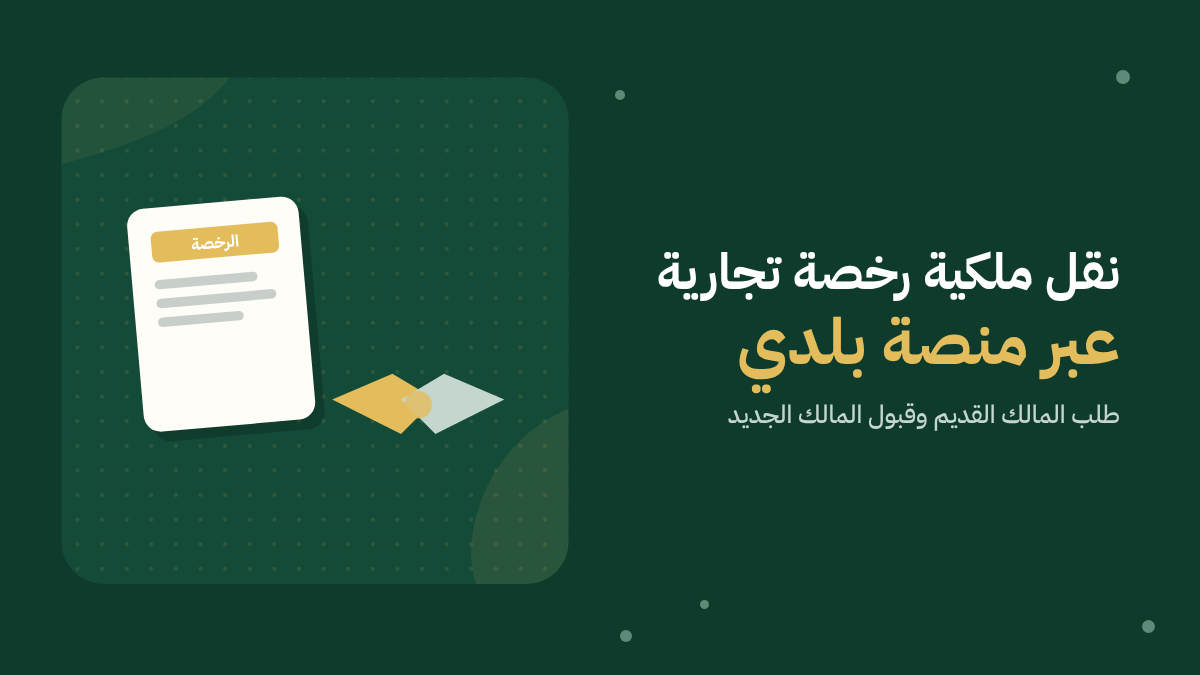 نقل ملكية رخصة تجارية
عبر منصة بلدي
طلب المالك القديم وقبول المالك الجديد
الرخصة